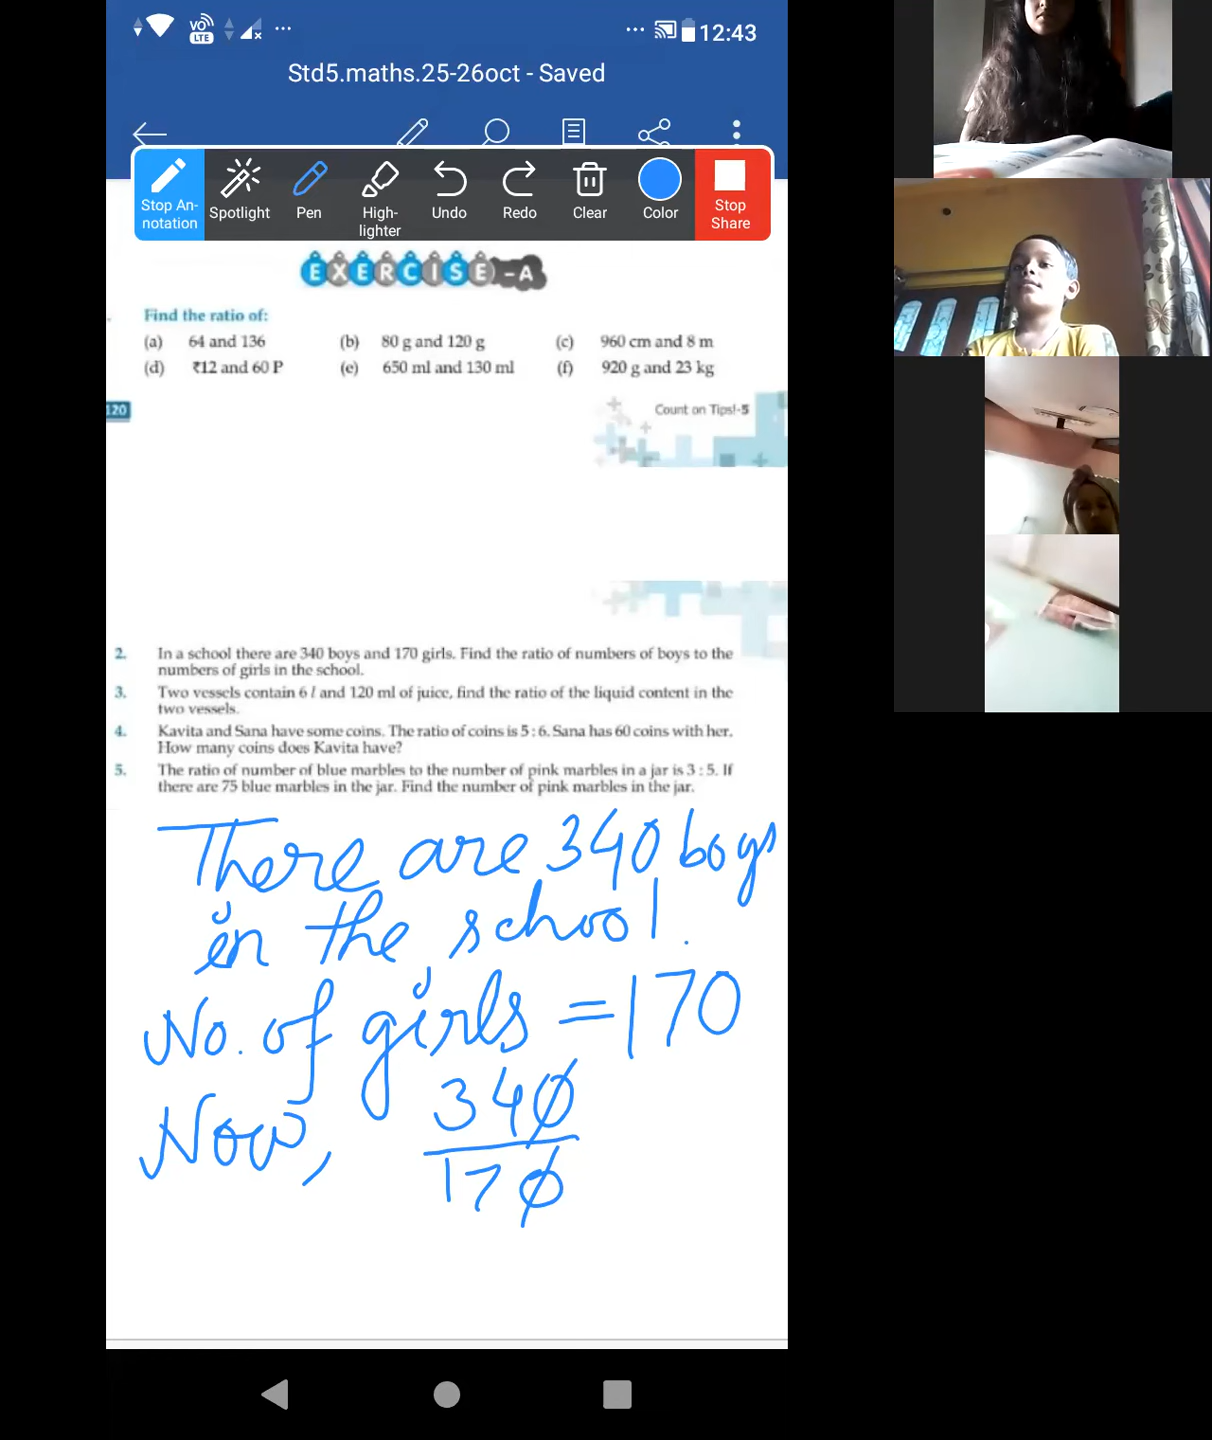 VO
LTE
12:43
Std5.maths.25-26oct - Saved
Stop An-
notation
Spotlight
Pen
High-
lighter
Undo
Redo
Clear
Color
Stop
Share
EXERCISE-A
Find the ratio of:
(a) 64 and 136 (b) 80 g and 120 g (c) 960 cm and 8 m
(d) ₹12 and 60 P (e) 650 ml and 130 ml (f) 920 g and 23 kg
120
Count on Tips!-5
2. In a school there are 340 boys and 170 girls. Find the ratio of numbers of boys to the
numbers of girls in the school.
3. Two vessels contain 6 l and 120 ml of juice, find the ratio of the liquid content in the
two vessels.
4. Kavita and Sana have some coins. The ratio of coins is 5 : 6. Sana has 60 coins with her.
How many coins does Kavita have?
5. The ratio of number of blue marbles to the number of pink marbles in a jar is 3 : 5. If
there are 75 blue marbles in the jar. Find the number of pink marbles in the jar.
There are 340 boys
in the school.
No. of girls = 170
Now, 340
170